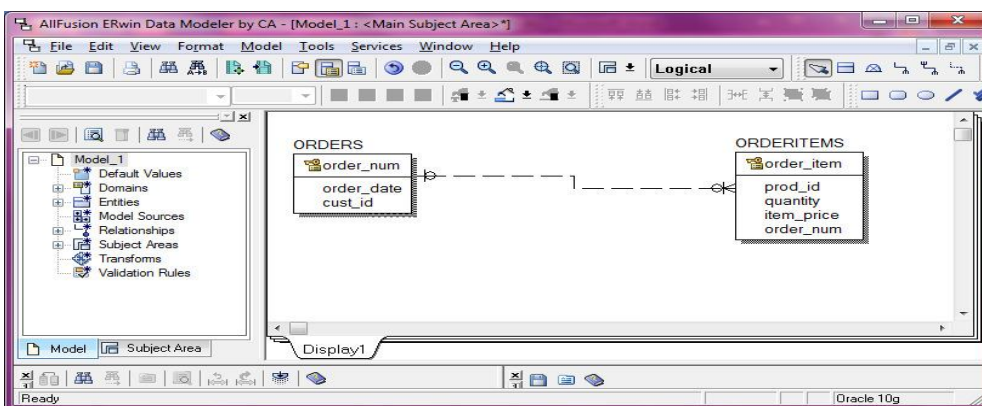 AllFusion ERwin Data Modeler by CA - [Model_1 : <Main Subject Area>*]
File Edit View Format Model Tools Services Window Help
Logical
Model_1
Default Values
Domains
Entities
Model Sources
Relationships
Subject Areas
Transforms
Validation Rules
Model Subject Area
ORDERS
order_num
order_date
cust_id
ORDERITEMS
order_item
prod_id
quantity
item_price
order_num
Display1
Ready Oracle 10g